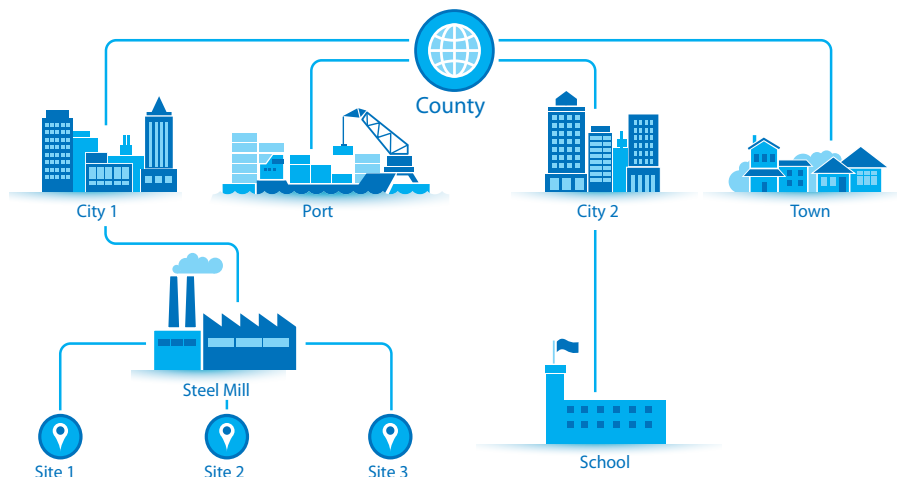 County
City 1
Port
City 2
Town
Steel Mill
School
Site 1
Site 2
Site 3